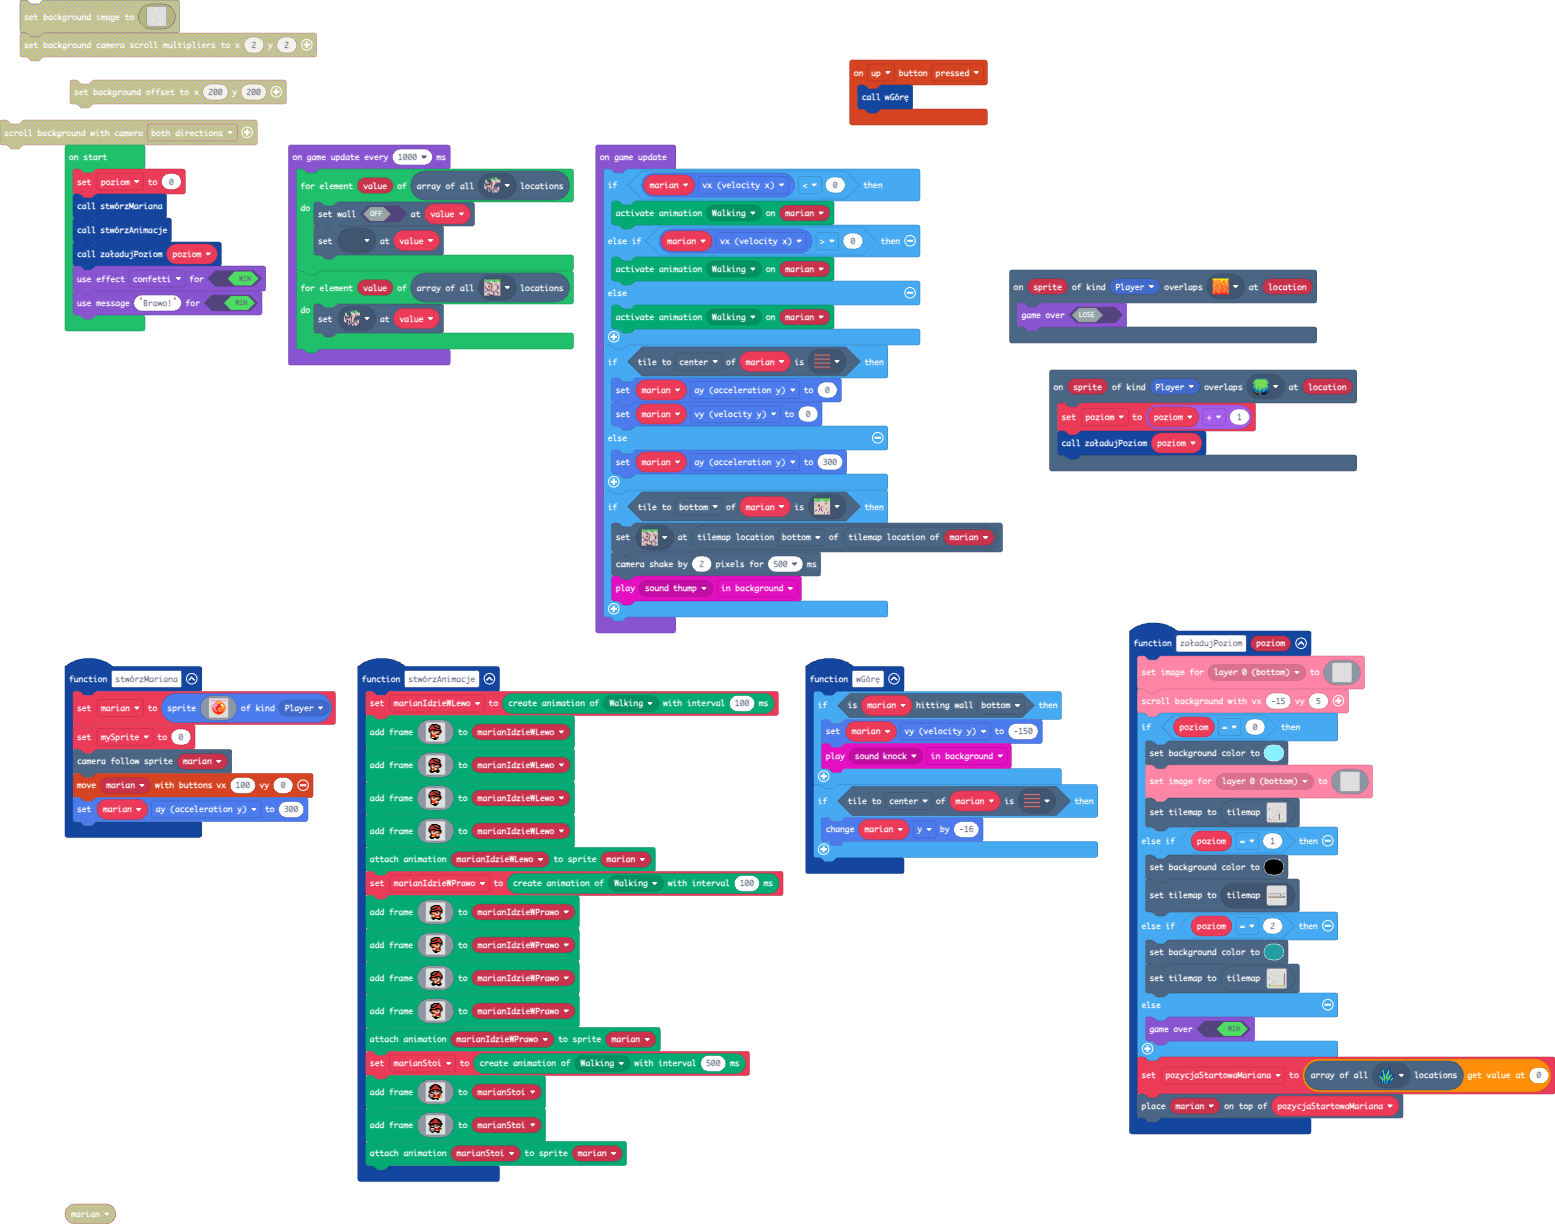 set background image to
set background camera scroll multipliers to x 2 y 2
set background offset to x 200 y 200
scroll background with camera both directions
on start
set poziom to 0
call stwórzMariana
call stwórzAnimacje
call załadujPoziom poziom
use effect confetti for WIN
use message "Brawo!" for WIN
on game update every 1000 ms
for element value of array of all locations
do
set wall OFF at value
set at value
for element value of array of all locations
do
set at value
on game update
if marian vx (velocity x) < 0 then
activate animation Walking on marian
else if marian vx (velocity x) > 0 then
activate animation Walking on marian
else
activate animation Walking on marian
if tile to center of marian is then
set marian ay (acceleration y) to 0
set marian vy (velocity y) to 0
else
set marian ay (acceleration y) to 300
if tile to bottom of marian is then
set at tilemap location bottom of tilemap location of marian
camera shake by 2 pixels for 500 ms
play sound thump in background
on up button pressed
call wGórę
on sprite of kind Player overlaps at location
game over LOSE
on sprite of kind Player overlaps at location
set poziom to poziom + 1
call załadujPoziom poziom
function stwórzMariana
set marian to sprite of kind Player
set mySprite to 0
camera follow sprite marian
move marian with buttons vx 100 vy 0
set marian ay (acceleration y) to 300
function stwórzAnimacje
set marianIdzieWLewo to create animation of Walking with interval 100 ms
add frame to marianIdzieWLewo
add frame to marianIdzieWLewo
add frame to marianIdzieWLewo
add frame to marianIdzieWLewo
attach animation marianIdzieWLewo to sprite marian
set marianIdzieWPrawo to create animation of Walking with interval 100 ms
add frame to marianIdzieWPrawo
add frame to marianIdzieWPrawo
add frame to marianIdzieWPrawo
add frame to marianIdzieWPrawo
attach animation marianIdzieWPrawo to sprite marian
set marianStoi to create animation of Walking with interval 500 ms
add frame to marianStoi
add frame to marianStoi
attach animation marianStoi to sprite marian
function wGórę
if is marian hitting wall bottom then
set marian vy (velocity y) to -150
play sound knock in background
if tile to center of marian is then
change marian y by -16
function załadujPoziom poziom
set image for layer 0 (bottom) to
scroll background with vx -15 vy 5
if poziom = 0 then
set background color to
set image for layer 0 (bottom) to
set tilemap to tilemap
else if poziom = 1 then
set background color to
set tilemap to tilemap
else if poziom = 2 then
set background color to
set tilemap to tilemap
else
game over WIN
set pozycjaStartowaMariana to array of all locations get value at 0
place marian on top of pozycjaStartowaMariana
marian